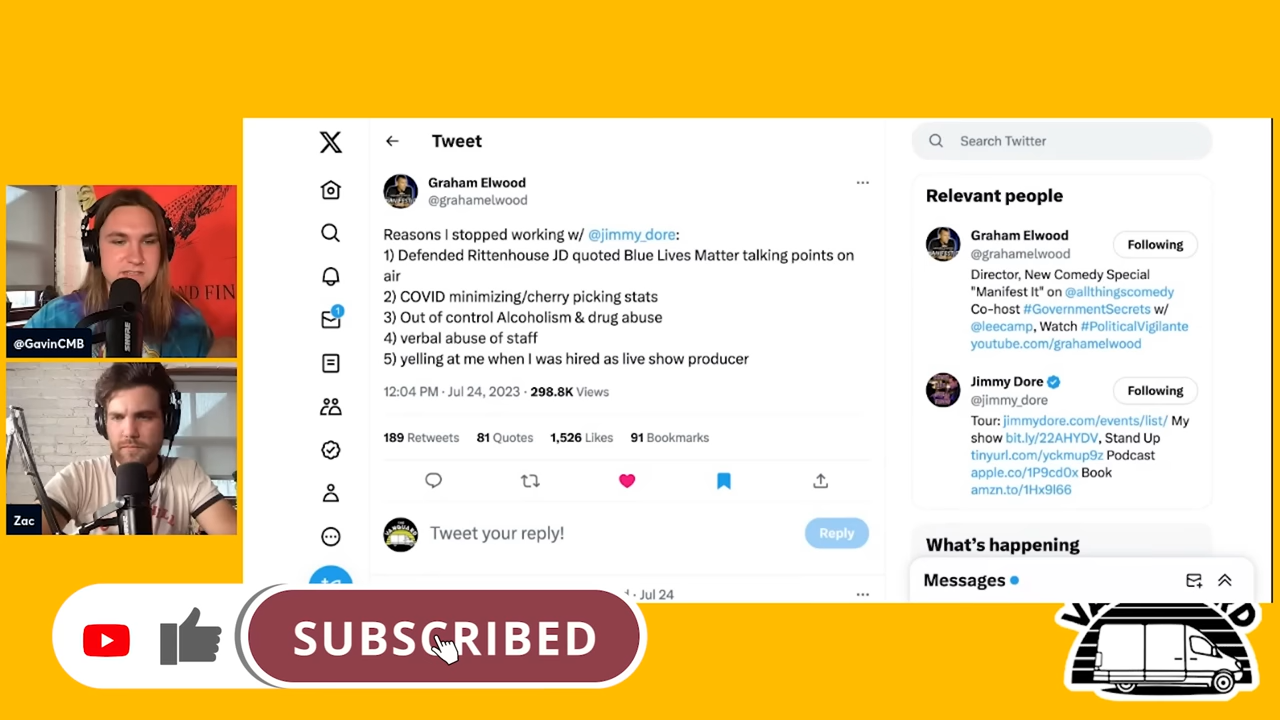 Tweet
Search Twitter
Graham Elwood
@grahamelwood
Reasons I stopped working w/ @jimmy_dore:
1) Defended Rittenhouse JD quoted Blue Lives Matter talking points on
air
2) COVID minimizing/cherry picking stats
3) Out of control Alcoholism & drug abuse
4) verbal abuse of staff
5) yelling at me when I was hired as live show producer
12:04 PM · Jul 24, 2023 · 298.8K Views
189 Retweets 81 Quotes 1,526 Likes 91 Bookmarks
Tweet your reply!
Reply
· Jul 24
Relevant people
Graham Elwood
@grahamelwood
Following
Director, New Comedy Special
"Manifest It" on @allthingscomedy
Co-host #GovernmentSecrets w/
@leecamp, Watch #PoliticalVigilante
youtube.com/grahamelwood
Jimmy Dore
@jimmy_dore
Following
Tour: jimmydore.com/events/list/ My
show bit.ly/22AHYDV, Stand Up
tinyurl.com/yckmup9z Podcast
apple.co/1P9cd0x Book
amzn.to/1Hx9l66
What's happening
Messages
1
@GavinCMB
Zac
SUBSCRIBED